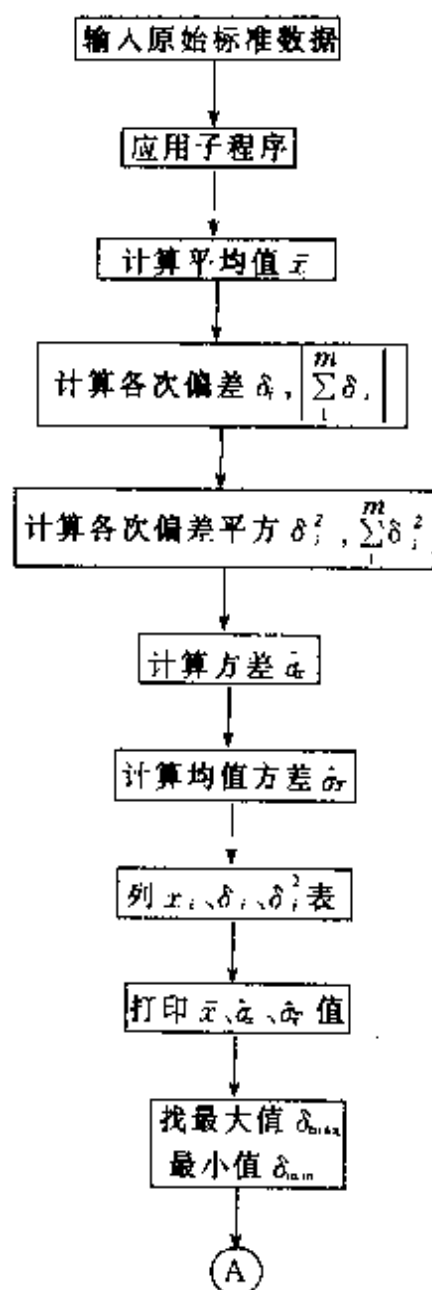 输入原始标准数据
应用子程序
计算平均值 x̄
计算各次偏差 δᵢ, |∑₁ᵐ δᵢ|
计算各次偏差平方 δᵢ², ∑₁ᵐ δᵢ²
计算方差 σ̂ₓ
计算均值方差 σ̂x̄
列 xᵢ、δᵢ、δᵢ² 表
打印 x̄、σ̂ₓ、σ̂x̄ 值
找最大值 δmax
最小值 δmin
A